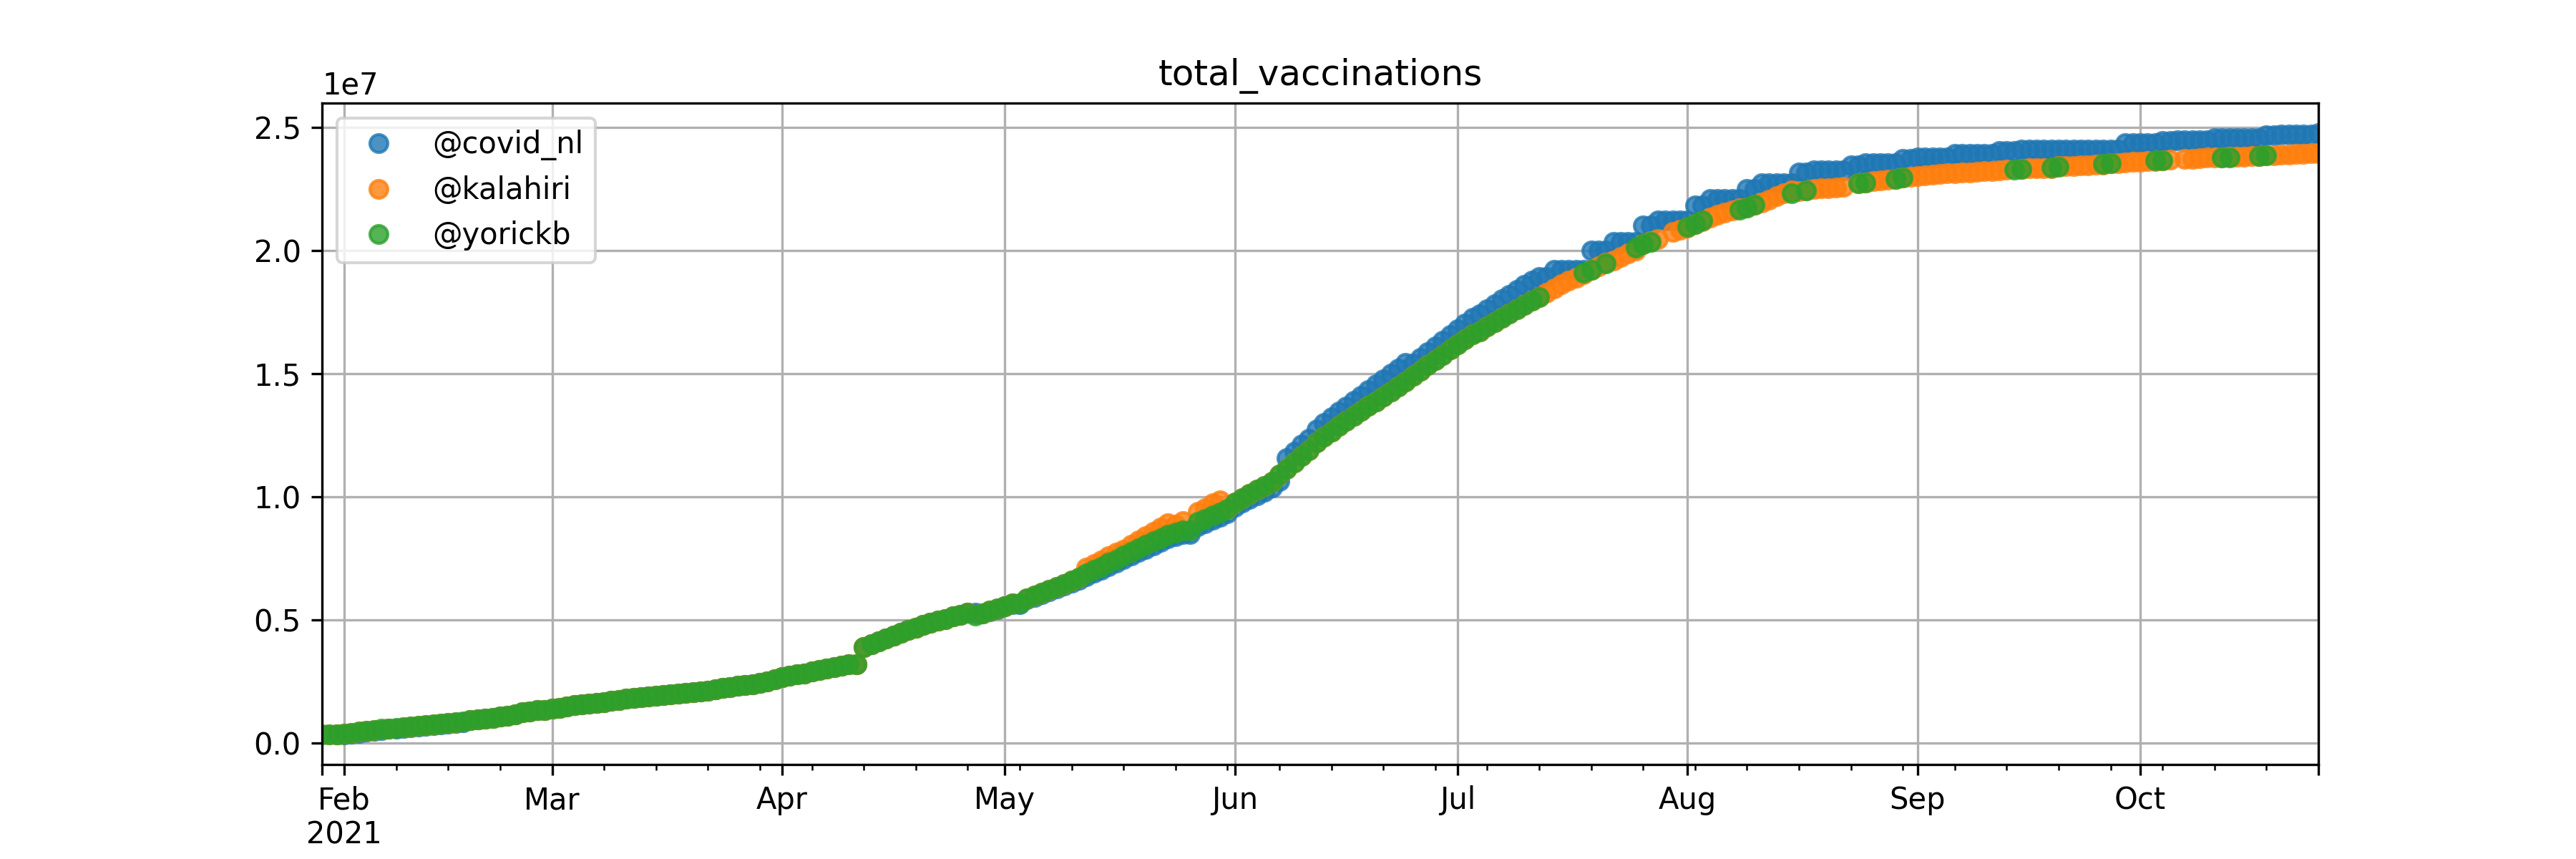 total_vaccinations
1e7
2.5
2.0
1.5
1.0
0.5
0.0
@covid_nl
@kalahiri
@yorickb
Feb Mar Apr May Jun Jul Aug Sep Oct
2021